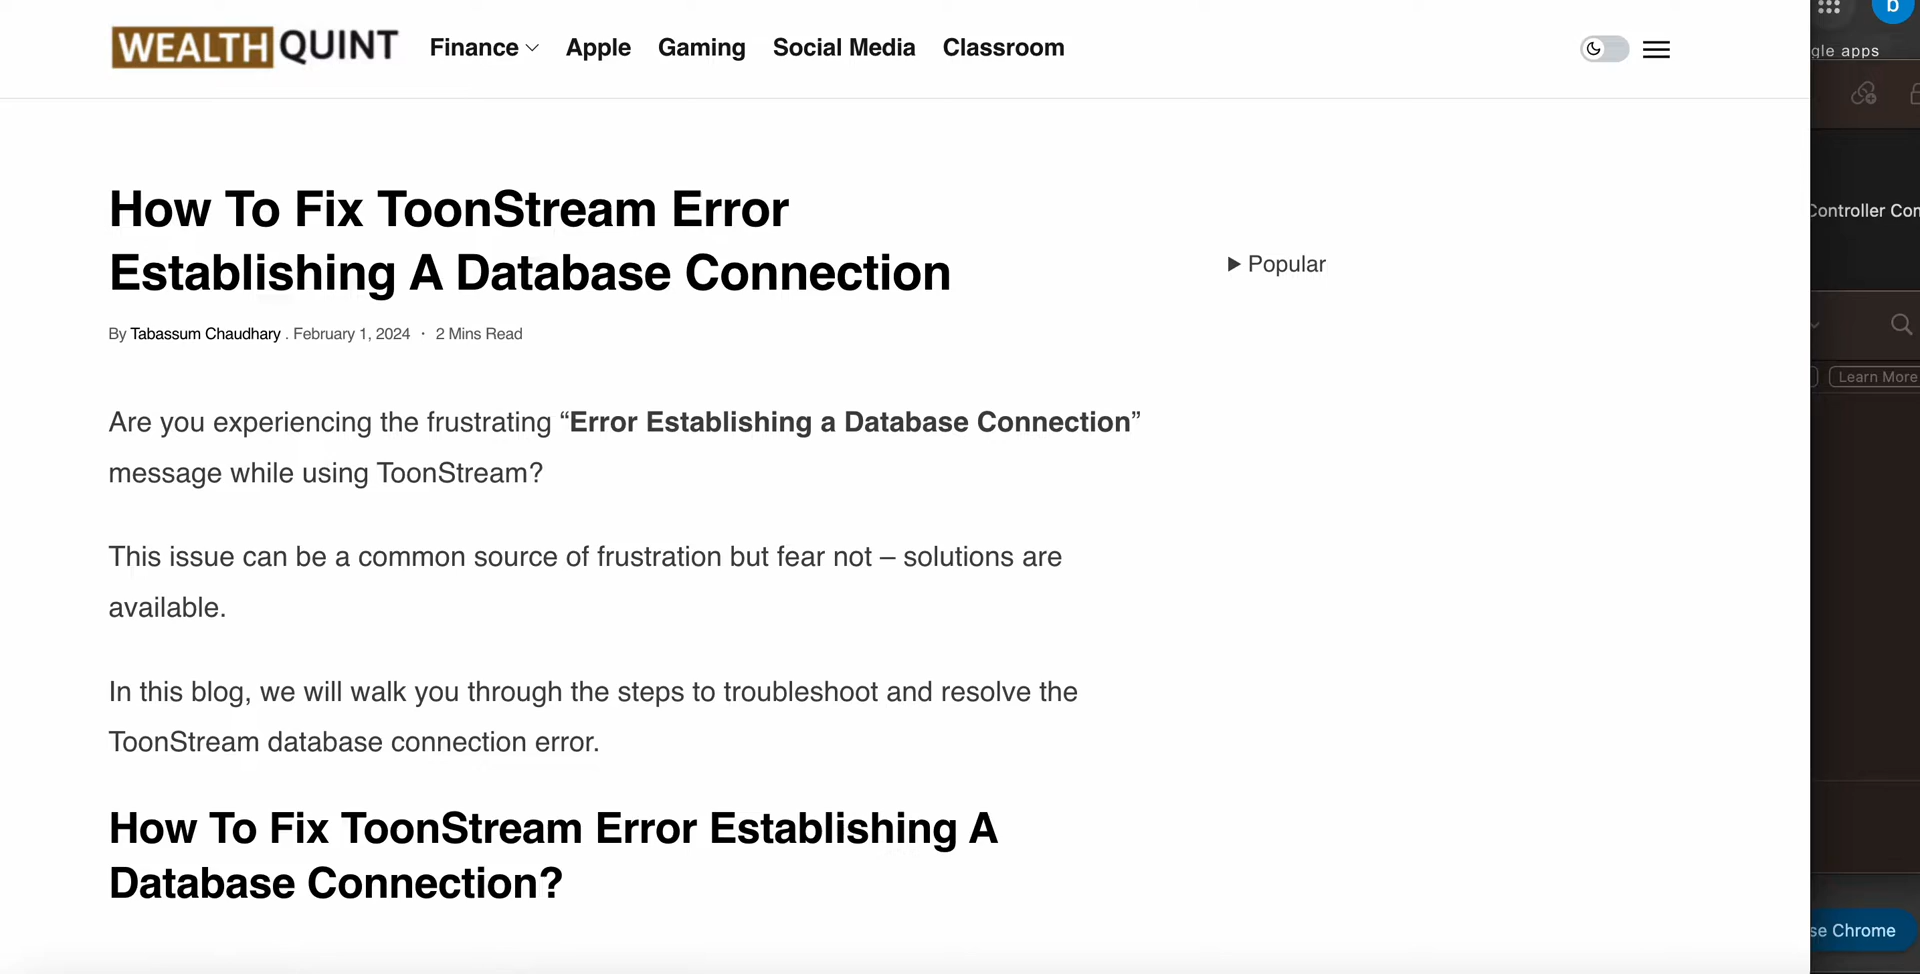 WEALTH QUINT Finance Apple Gaming Social Media Classroom
How To Fix ToonStream Error
Establishing A Database Connection
By Tabassum Chaudhary . February 1, 2024 · 2 Mins Read
Popular
Are you experiencing the frustrating “Error Establishing a Database Connection”
message while using ToonStream?
This issue can be a common source of frustration but fear not – solutions are
available.
In this blog, we will walk you through the steps to troubleshoot and resolve the
ToonStream database connection error.
How To Fix ToonStream Error Establishing A
Database Connection?
b
gle apps
Controller Con
Learn More
se Chrome